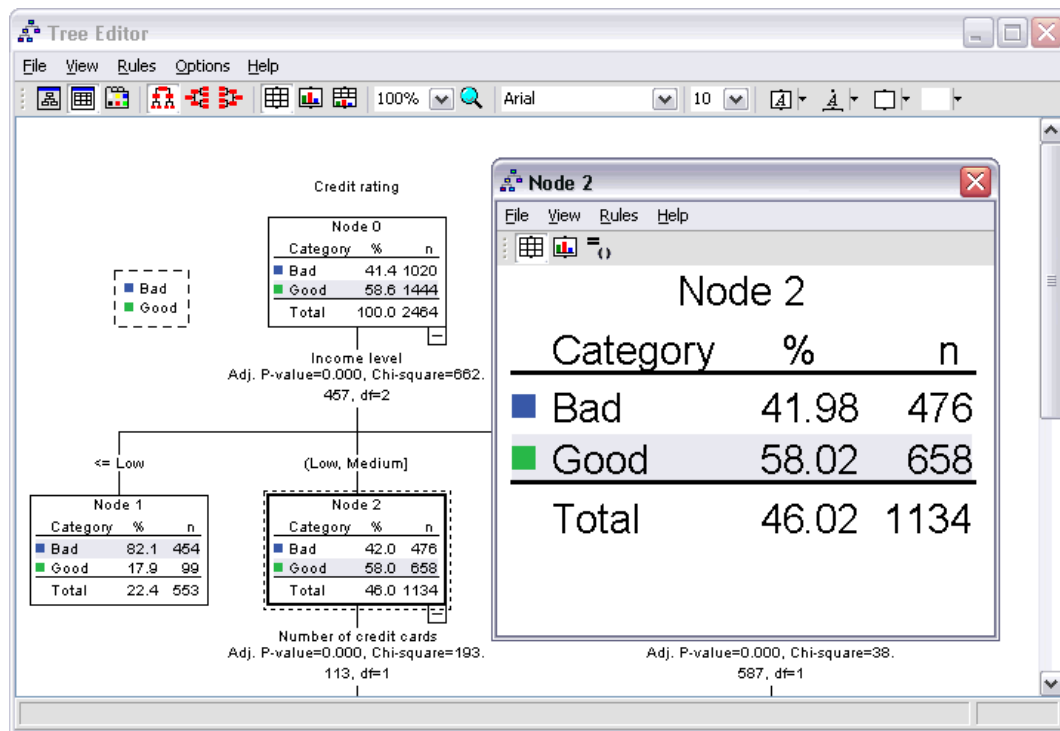 Tree Editor
File View Rules Options Help
100% Arial 10 A A
Credit rating
Node 0
Category % n
Bad 41.4 1020
Good 58.6 1444
Total 100.0 2464
Bad
Good
Income level
Adj. P-value=0.000, Chi-square=662.
457, df=2
<= Low
(Low, Medium]
Node 1
Category % n
Bad 82.1 454
Good 17.9 99
Total 22.4 553
Node 2
Category % n
Bad 42.0 476
Good 58.0 658
Total 46.0 1134
Number of credit cards
Adj. P-value=0.000, Chi-square=193.
113, df=1
Node 2
File View Rules Help
=()
Node 2
Category % n
Bad 41.98 476
Good 58.02 658
Total 46.02 1134
Adj. P-value=0.000, Chi-square=38.
587, df=1